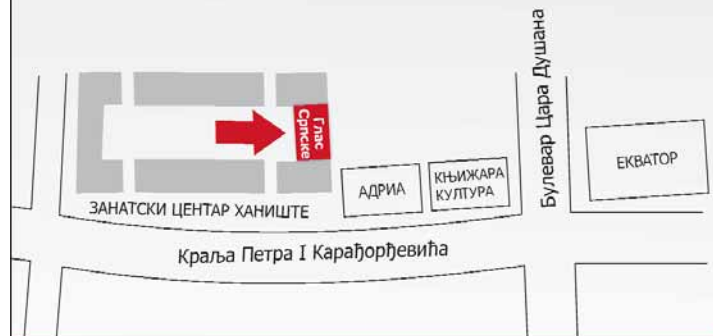 Булевар Цара Душана
Глас
Српске
ЕКВАТОР
АДРИА
КЊИЖАРА
КУЛТУРА
ЗАНАТСКИ ЦЕНТАР ХАНИШТЕ
Краља Петра I Карађорђевића